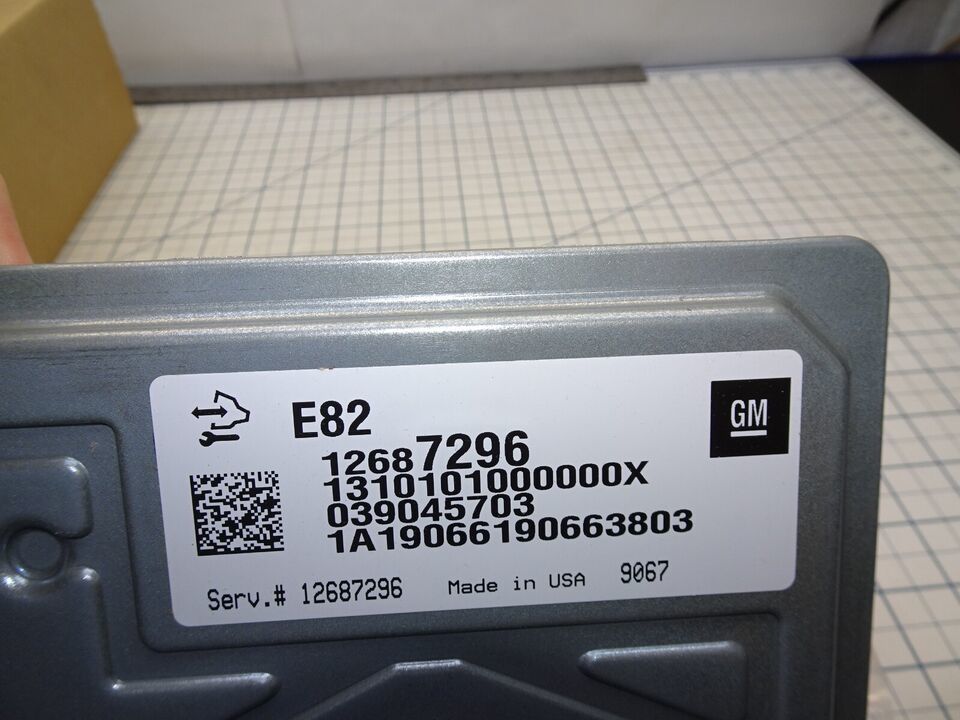 E82
GM
12687296
1310101000000X
039045703
1A19066190663803
Serv.# 12687296 Made in USA 9067